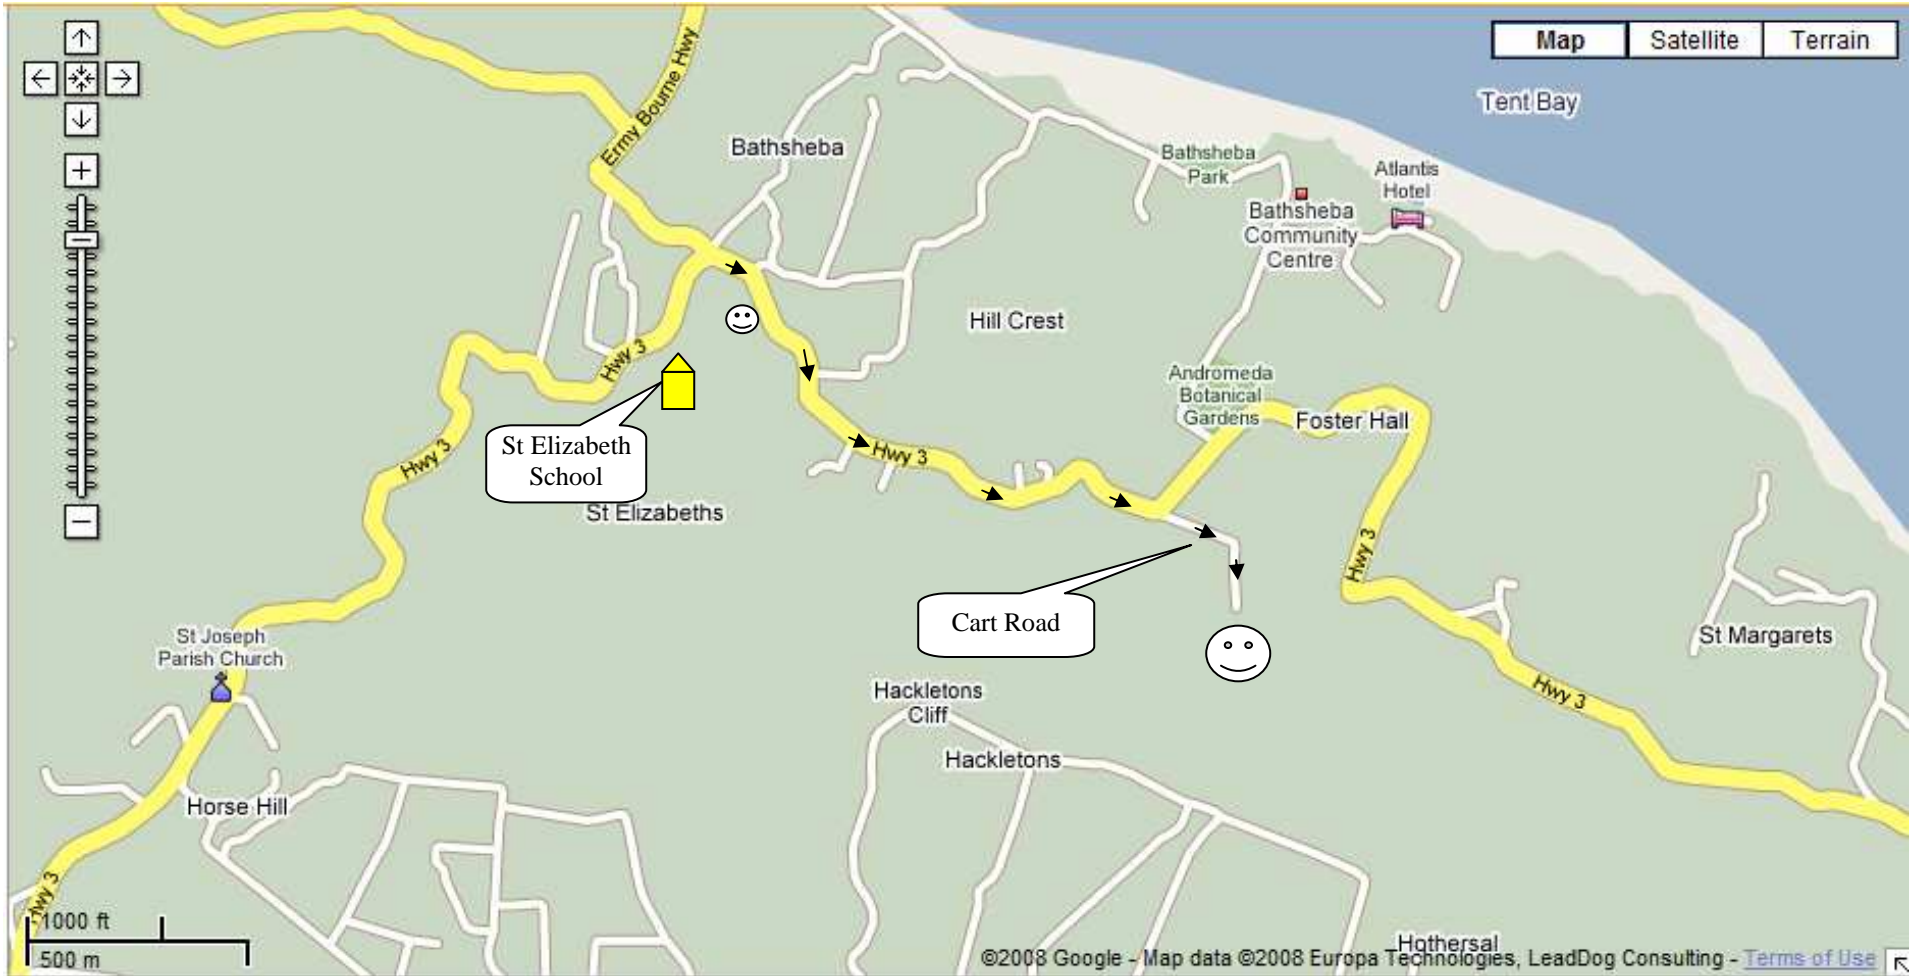 Map
Satellite
Terrain
Tent Bay
Ermy Bourne Hwy
Bathsheba
Bathsheba
Park
Atlantis
Hotel
Bathsheba
Community
Centre
Hill Crest
Hwy 3
Andromeda
Botanical
Gardens
Foster Hall
St Elizabeth
School
Hwy 3
Hwy 3
St Elizabeths
Hwy 3
Cart Road
St Joseph
Parish Church
St Margarets
Hackletons
Cliff
Hwy 3
Hackletons
Horse Hill
Hwy 3
1000 ft
500 m
Hothersal
©2008 Google - Map data ©2008 Europa Technologies, LeadDog Consulting - Terms of Use